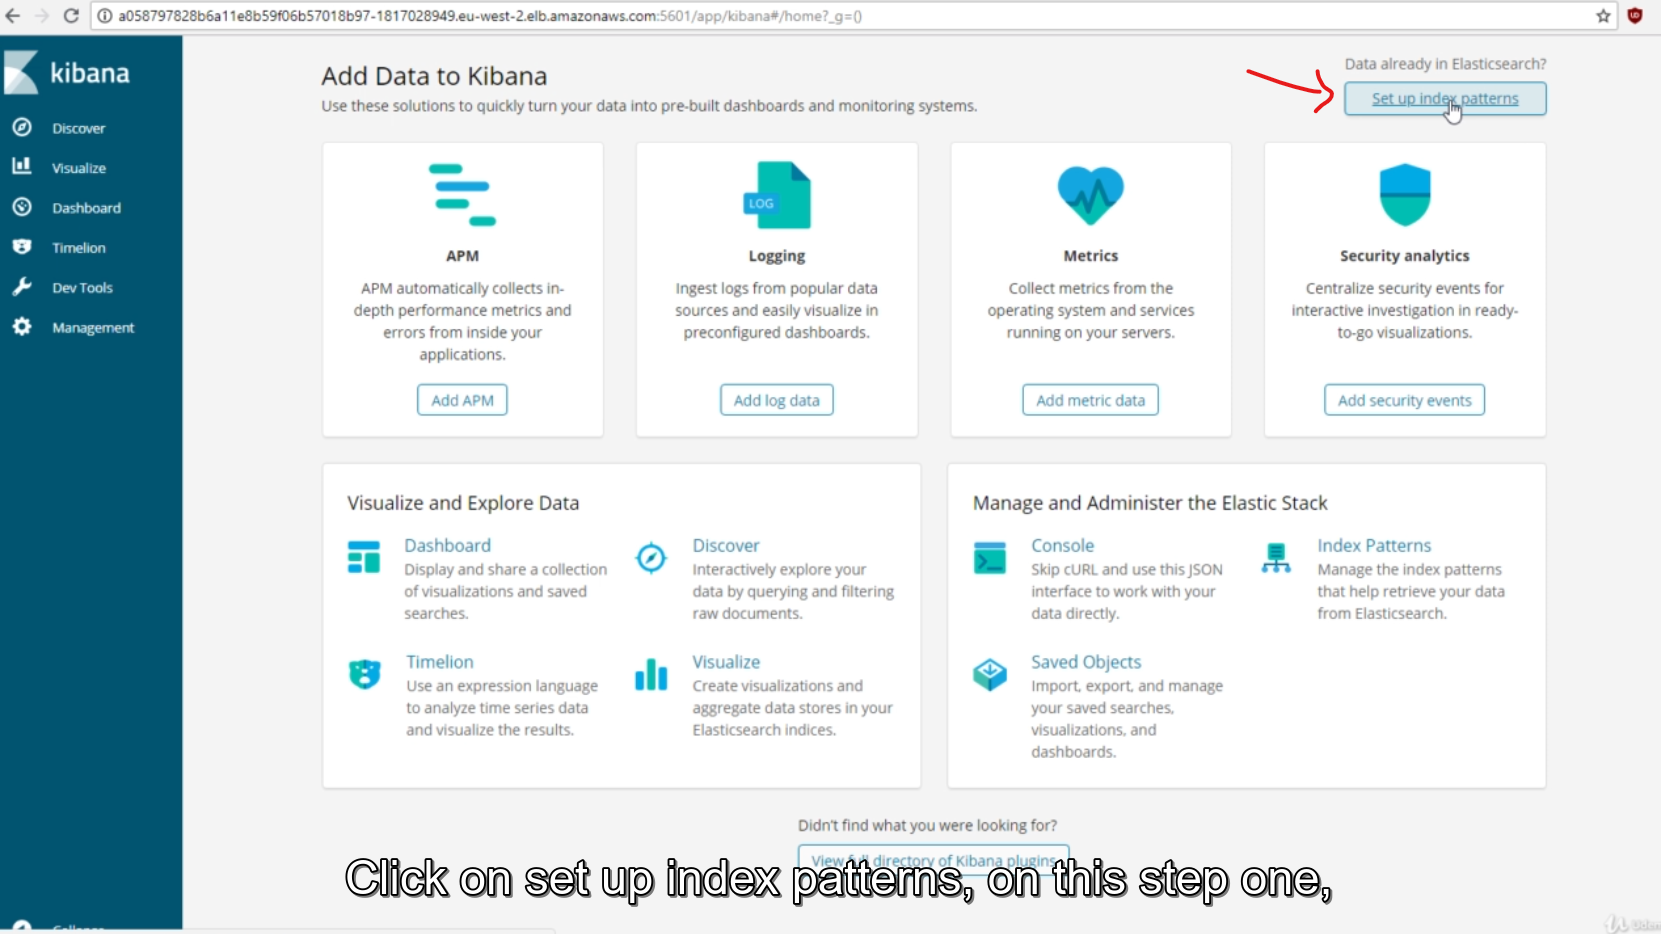 a058797828b6a11e8b59f06b57018b97-1817028949.eu-west-2.elb.amazonaws.com:5601/app/kibana#/home?_g=()
kibana
Discover
Visualize
Dashboard
Timelion
Dev Tools
Management
Add Data to Kibana
Use these solutions to quickly turn your data into pre-built dashboards and monitoring systems.
Data already in Elasticsearch?
Set up index patterns
APM
APM automatically collects in-
depth performance metrics and
errors from inside your
applications.
Add APM
LOG
Logging
Ingest logs from popular data
sources and easily visualize in
preconfigured dashboards.
Add log data
Metrics
Collect metrics from the
operating system and services
running on your servers.
Add metric data
Security analytics
Centralize security events for
interactive investigation in ready-
to-go visualizations.
Add security events
Visualize and Explore Data
Dashboard
Display and share a collection
of visualizations and saved
searches.
Discover
Interactively explore your
data by querying and filtering
raw documents.
Timelion
Use an expression language
to analyze time series data
and visualize the results.
Visualize
Create visualizations and
aggregate data stores in your
Elasticsearch indices.
Manage and Administer the Elastic Stack
Console
Skip cURL and use this JSON
interface to work with your
data directly.
Index Patterns
Manage the index patterns
that help retrieve your data
from Elasticsearch.
Saved Objects
Import, export, and manage
your saved searches,
visualizations, and
dashboards.
Didn't find what you were looking for?
View full directory of Kibana plugins
Click on set up index patterns, on this step one,